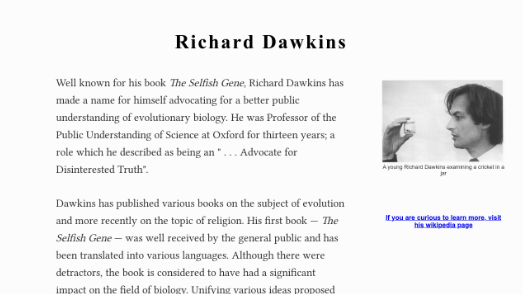 Richard Dawkins
Well known for his book The Selfish Gene, Richard Dawkins has
made a name for himself advocating for a better public
understanding of evolutionary biology. He was Professor of the
Public Understanding of Science at Oxford for thirteen years; a
role which he described as being an " . . . Advocate for
Disinterested Truth".
A young Richard Dawkins examining a cricket in a
jar
If you are curious to learn more, visit
his wikipedia page
Dawkins has published various books on the subject of evolution
and more recently on the topic of religion. His first book — The
Selfish Gene — was well received by the general public and has
been translated into various languages. Although there were
detractors, the book is considered to have had a significant
impact on the field of biology. Unifying various ideas proposed